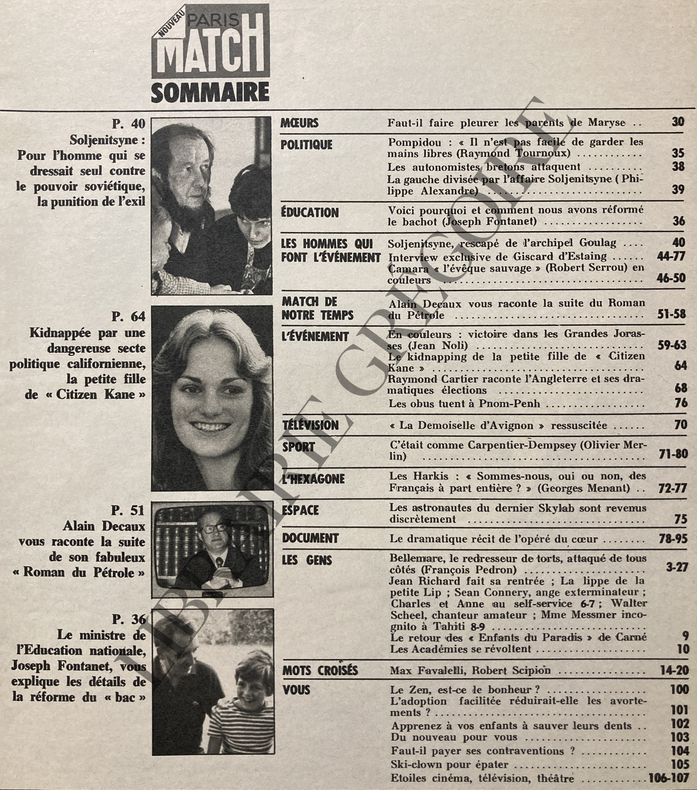 NOUVEAU
PARIS
MATCH
SOMMAIRE
P. 40
Soljenitsyne :
Pour l'homme qui se
dressait seul contre
le pouvoir soviétique,
la punition de l'exil
P. 64
Kidnappée par une
dangereuse secte
politique californienne,
la petite fille
de « Citizen Kane »
P. 51
Alain Decaux
vous raconte la suite
de son fabuleux
« Roman du Pétrole »
P. 36
Le ministre de
l'Education nationale,
Joseph Fontanet, vous
explique les détails de
la réforme du « bac »
MŒURS Faut-il faire pleurer les parents de Maryse .. 30
POLITIQUE Pompidou : « Il n'est pas facile de garder les
mains libres (Raymond Tournoux) ............ 35
Les autonomistes bretons attaquent .......... 38
La gauche divisée par l'affaire Soljenitsyne ( Phi-
lippe Alexandre) .......................... 39
ÉDUCATION Voici pourquoi et comment nous avons réformé
le bachot (Joseph Fontanet) ................ 36
LES HOMMES QUI Soljenitsyne, rescapé de l'archipel Goulag .... 40
FONT L'ÉVÉNEMENT Interview exclusive de Giscard d'Estaing ...... 44-77
Camara « l'évêque sauvage » (Robert Serrou) en
couleurs .............................. 46-50
MATCH DE Alain Decaux vous raconte la suite du Roman
NOTRE TEMPS du Pétrole .............................. 51-58
L'ÉVÉNEMENT En couleurs : victoire dans les Grandes Joras-
ses (Jean Noli) .......................... 59-63
Le kidnapping de la petite fille de « Citizen
Kane » .............................. 64
Raymond Cartier raconte l'Angleterre et ses dra-
matiques élections ...................... 68
Les obus tuent à Pnom-Penh ................ 76
TÉLÉVISION « La Demoiselle d'Avignon » ressuscitée ...... 70
SPORT C'était comme Carpentier-Dempsey (Olivier Mer-
lin) .............................. 71-80
L'HEXAGONE Les Harkis : « Sommes-nous, oui ou non, des
Français à part entière ? » (Georges Menant) .. 72-77
ESPACE Les astronautes du dernier Skylab sont revenus
discrètement .......................... 75
DOCUMENT Le dramatique récit de l'opéré du cœur ........ 78-95
LES GENS Bellemare, le redresseur de torts, attaqué de tous
côtés (François Pedron) .................... 3-27
Jean Richard fait sa rentrée ; La lippe de la
petite Lip ; Sean Connery, ange exterminateur ;
Charles et Anne au self-service 6-7 ; Walter
Scheel, chanteur amateur ; Mme Messmer inco-
gnito à Tahiti 8-9 ........................
Le retour des « Enfants du Paradis » de Carné 9
Les Académies se révoltent .................. 10
MOTS CROISÉS Max Favalelli, Robert Scipion ................ 14-20
VOUS Le Zen, est-ce le bonheur ? .................. 100
L'adoption facilitée réduirait-elle les avorte-
ments ? .............................. 101
Apprenez à vos enfants à sauver leurs dents .. 102
Du nouveau pour vous ...................... 103
Faut-il payer ses contraventions ? ............ 104
Ski-clown pour épater ...................... 105
Etoiles cinéma, télévision, théâtre ............ 106-107
LIBRAIRIE GRÉGOIRE